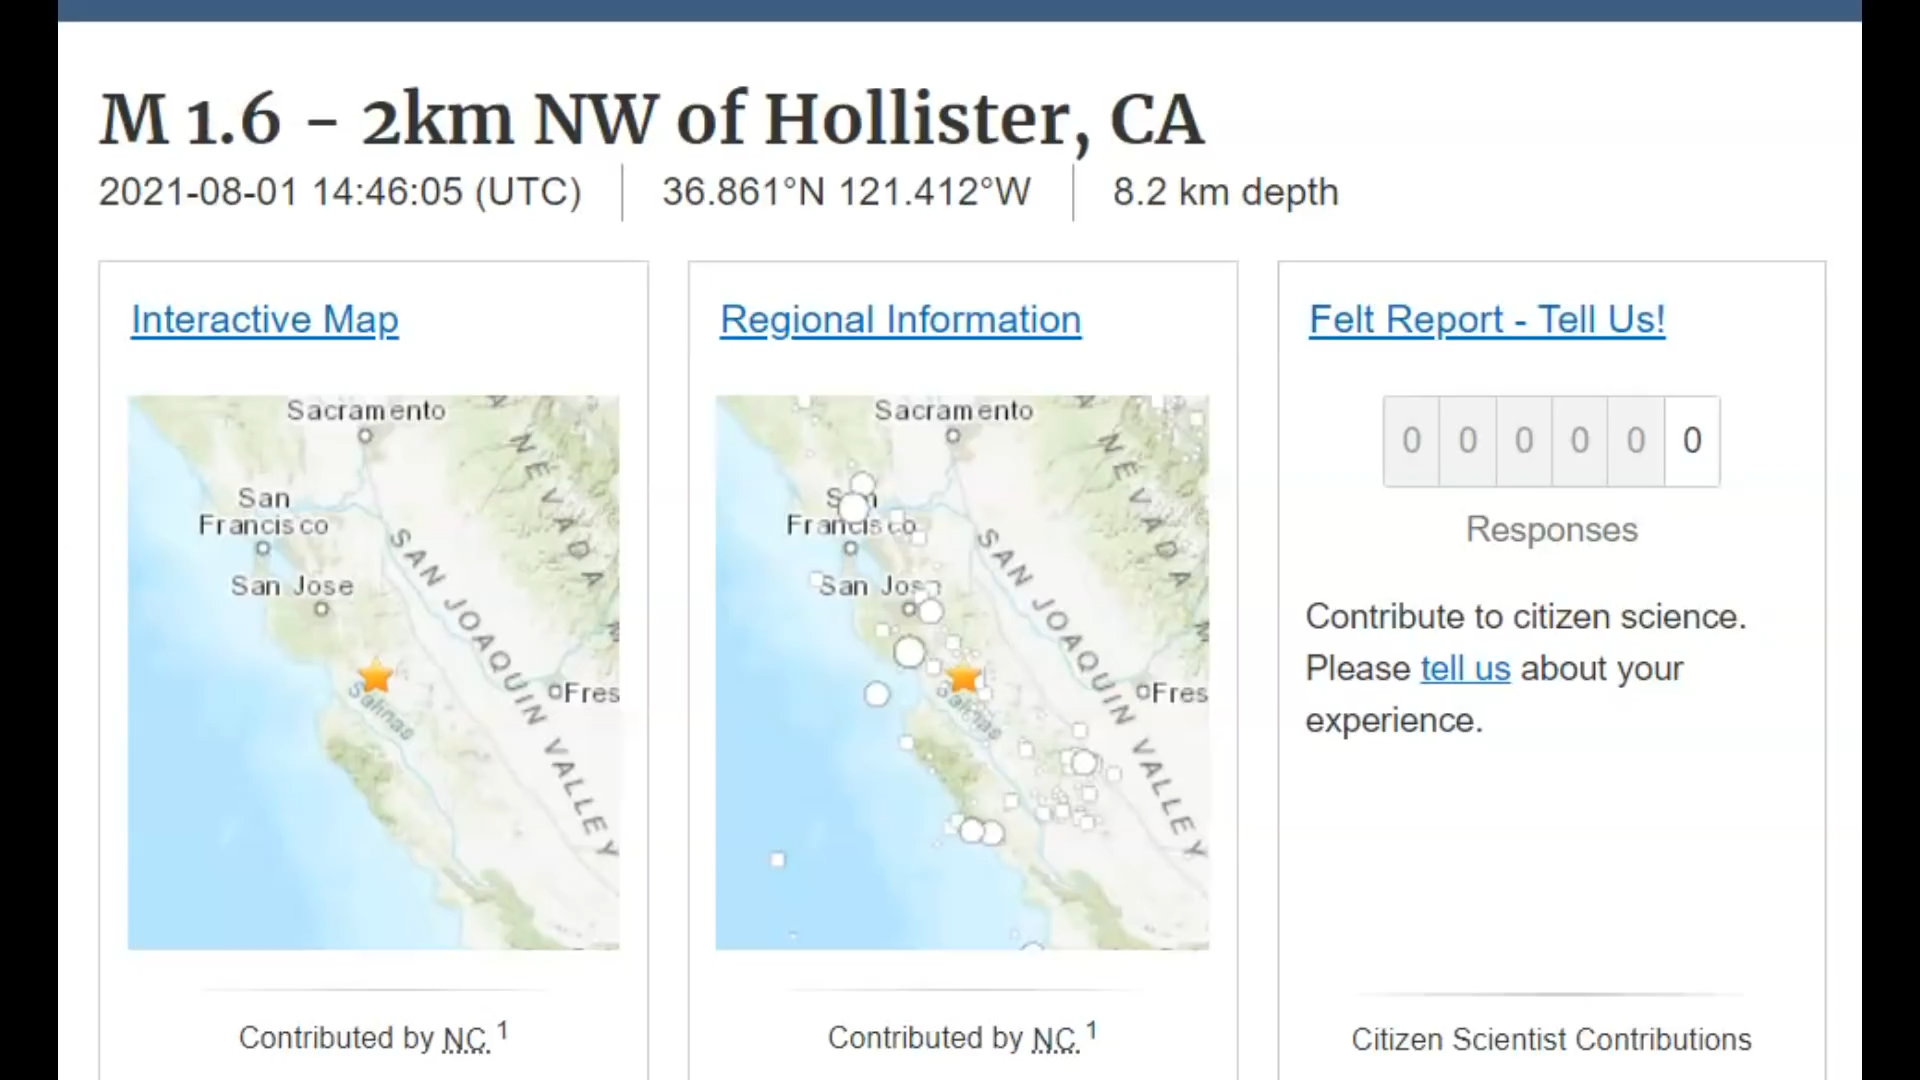 M 1.6 - 2km NW of Hollister, CA
2021-08-01 14:46:05 (UTC) 36.861°N 121.412°W 8.2 km depth
Interactive Map
Sacramento
NEVADA
San
Francisco
San Jose
SAN JOAQUIN VALLEY
Fres
Salinas
Contributed by NC 1
Regional Information
Sacramento
NEVADA
San
Francisco
San Jose
SAN JOAQUIN VALLEY
Fres
Salinas
Contributed by NC 1
Felt Report - Tell Us!
0 0 0 0 0 0
Responses
Contribute to citizen science.
Please tell us about your
experience.
Citizen Scientist Contributions